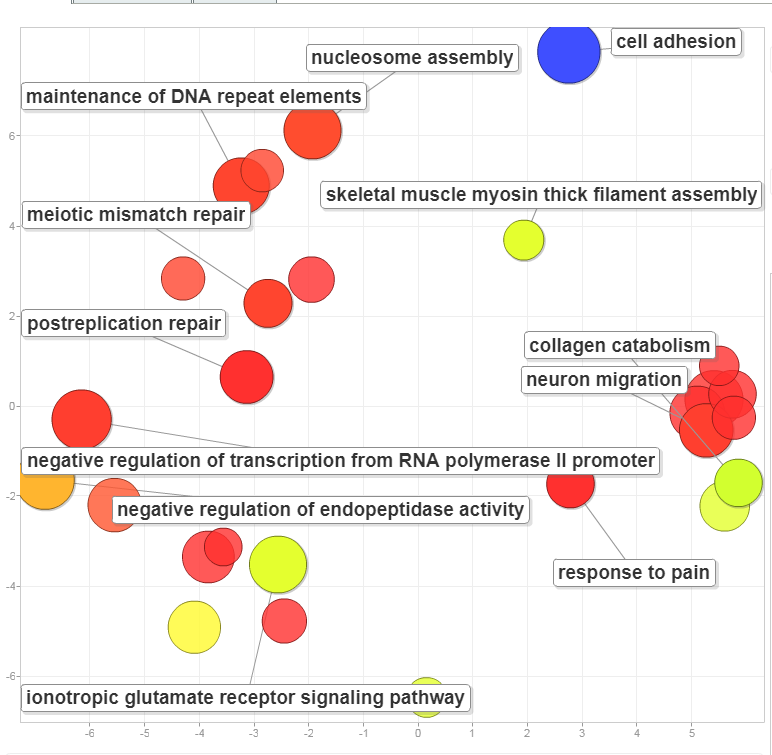 cell adhesion
nucleosome assembly
maintenance of DNA repeat elements
6
skeletal muscle myosin thick filament assembly
meiotic mismatch repair
4
2
postreplication repair
collagen catabolism
neuron migration
0
negative regulation of transcription from RNA polymerase II promoter
-2
negative regulation of endopeptidase activity
response to pain
-4
-6
ionotropic glutamate receptor signaling pathway
-6 -5 -4 -3 -2 -1 0 1 2 3 4 5